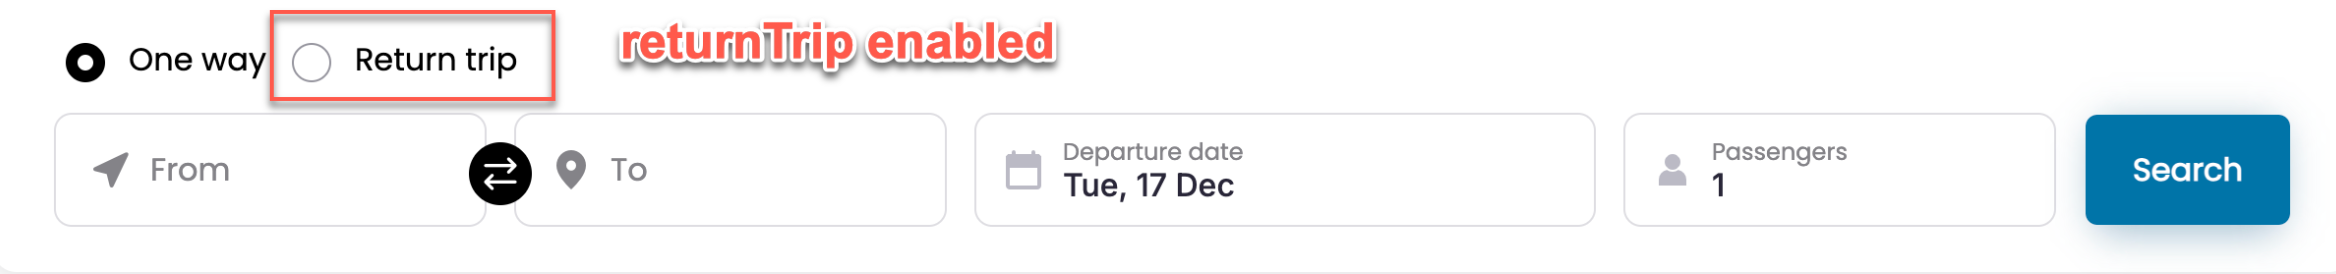 One way Return trip returnTrip enabled
From To Departure date Passengers Search
Tue, 17 Dec 1